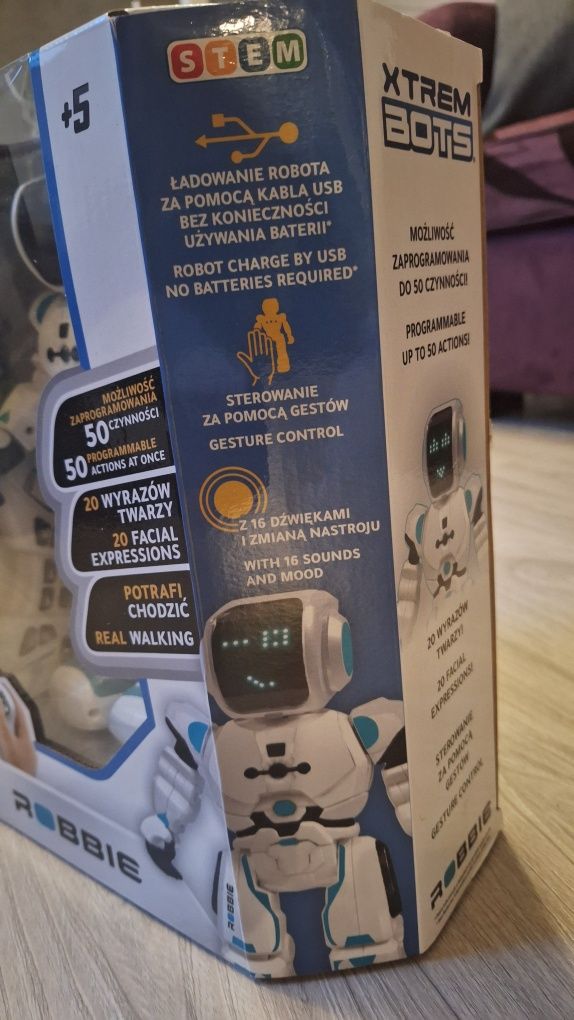 +5
MOŻLIWOŚĆ
ZAPROGRAMOWANIA
50 CZYNNOŚCI
50 PROGRAMMABLE
ACTIONS AT ONCE
20 WYRAZÓW
TWARZY
20 FACIAL
EXPRESSIONS
POTRAFI
CHODZIĆ
REAL WALKING
ROBBIE
STEM
ŁADOWANIE ROBOTA
ZA POMOCĄ KABLA USB
BEZ KONIECZNOŚCI
UŻYWANIA BATERII*
ROBOT CHARGE BY USB
NO BATTERIES REQUIRED*
STEROWANIE
ZA POMOCĄ GESTÓW
GESTURE CONTROL
Z 16 DŹWIĘKAMI
I ZMIANĄ NASTROJU
WITH 16 SOUNDS
AND MOOD
ROBBIE
XTREM
BOTS
MOŻLIWOŚĆ
ZAPROGRAMOWANIA
DO 50 CZYNNOŚCI!
PROGRAMMABLE
UP TO 50 ACTIONS!
20 WYRAZÓW
TWARZY!
20 FACIAL
EXPRESSIONS!
STEROWANIE
ZA POMOCĄ
GESTÓW
GESTURE CONTROL
ROBBIE